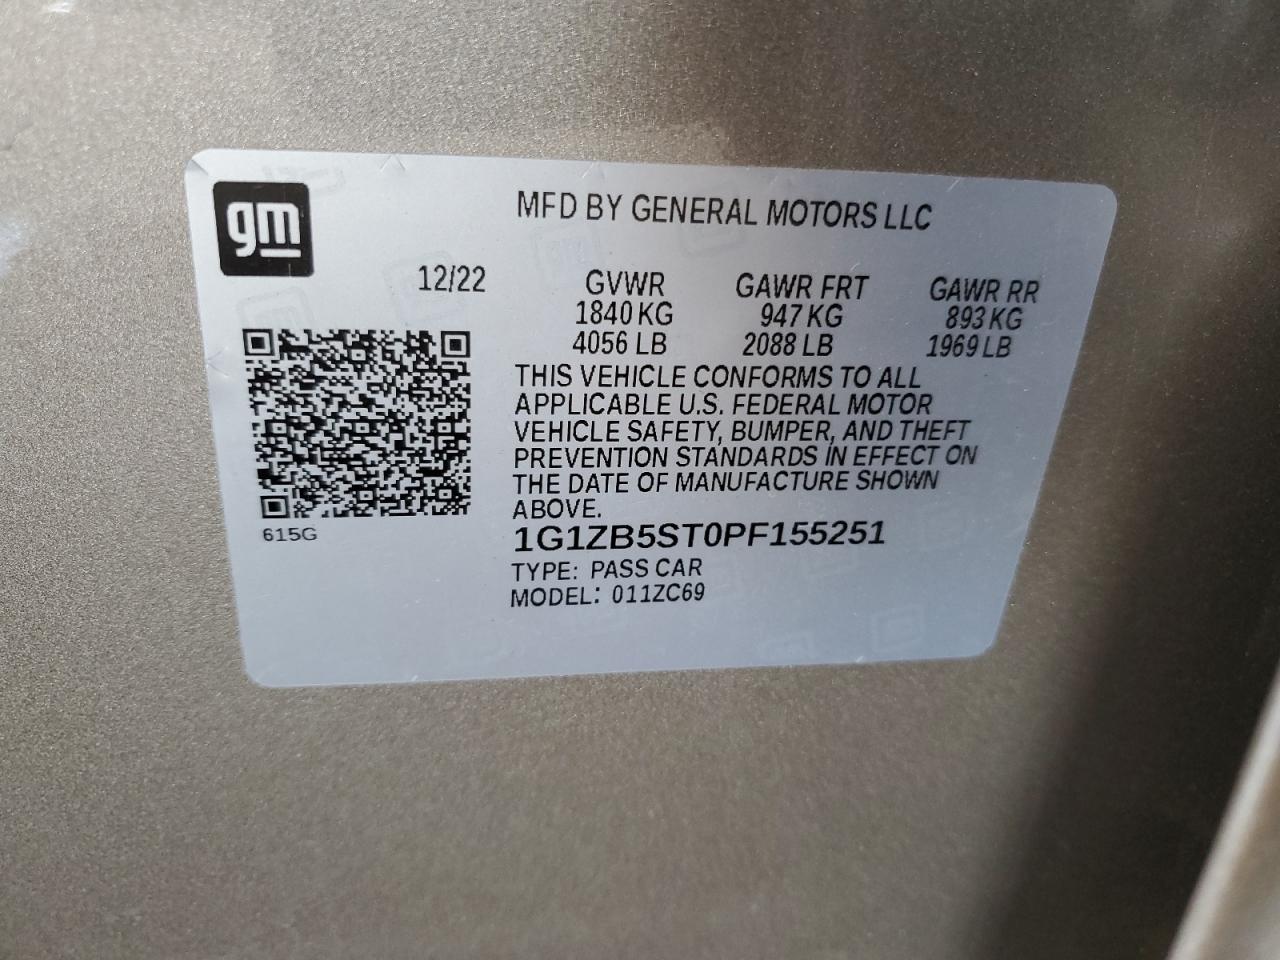 gm
MFD BY GENERAL MOTORS LLC
12/22 GVWR GAWR FRT GAWR RR
1840 KG 947 KG 893 KG
4056 LB 2088 LB 1969 LB
THIS VEHICLE CONFORMS TO ALL
APPLICABLE U.S. FEDERAL MOTOR
VEHICLE SAFETY, BUMPER, AND THEFT
PREVENTION STANDARDS IN EFFECT ON
THE DATE OF MANUFACTURE SHOWN
ABOVE.
615G
1G1ZB5ST0PF155251
TYPE: PASS CAR
MODEL: 011ZC69